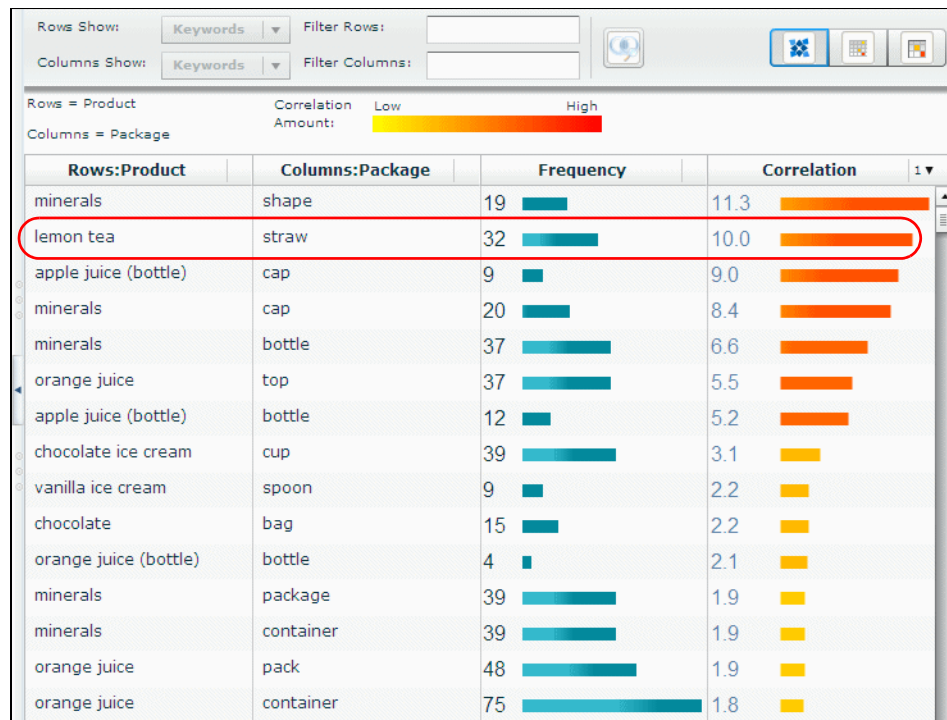 Rows Show: Keywords Filter Rows:
Columns Show: Keywords Filter Columns:
Rows = Product Correlation Amount: Low High
Columns = Package
Rows:Product Columns:Package Frequency Correlation 1
minerals shape 19 11.3
lemon tea straw 32 10.0
apple juice (bottle) cap 9 9.0
minerals cap 20 8.4
minerals bottle 37 6.6
orange juice top 37 5.5
apple juice (bottle) bottle 12 5.2
chocolate ice cream cup 39 3.1
vanilla ice cream spoon 9 2.2
chocolate bag 15 2.2
orange juice (bottle) bottle 4 2.1
minerals package 39 1.9
minerals container 39 1.9
orange juice pack 48 1.9
orange juice container 75 1.8